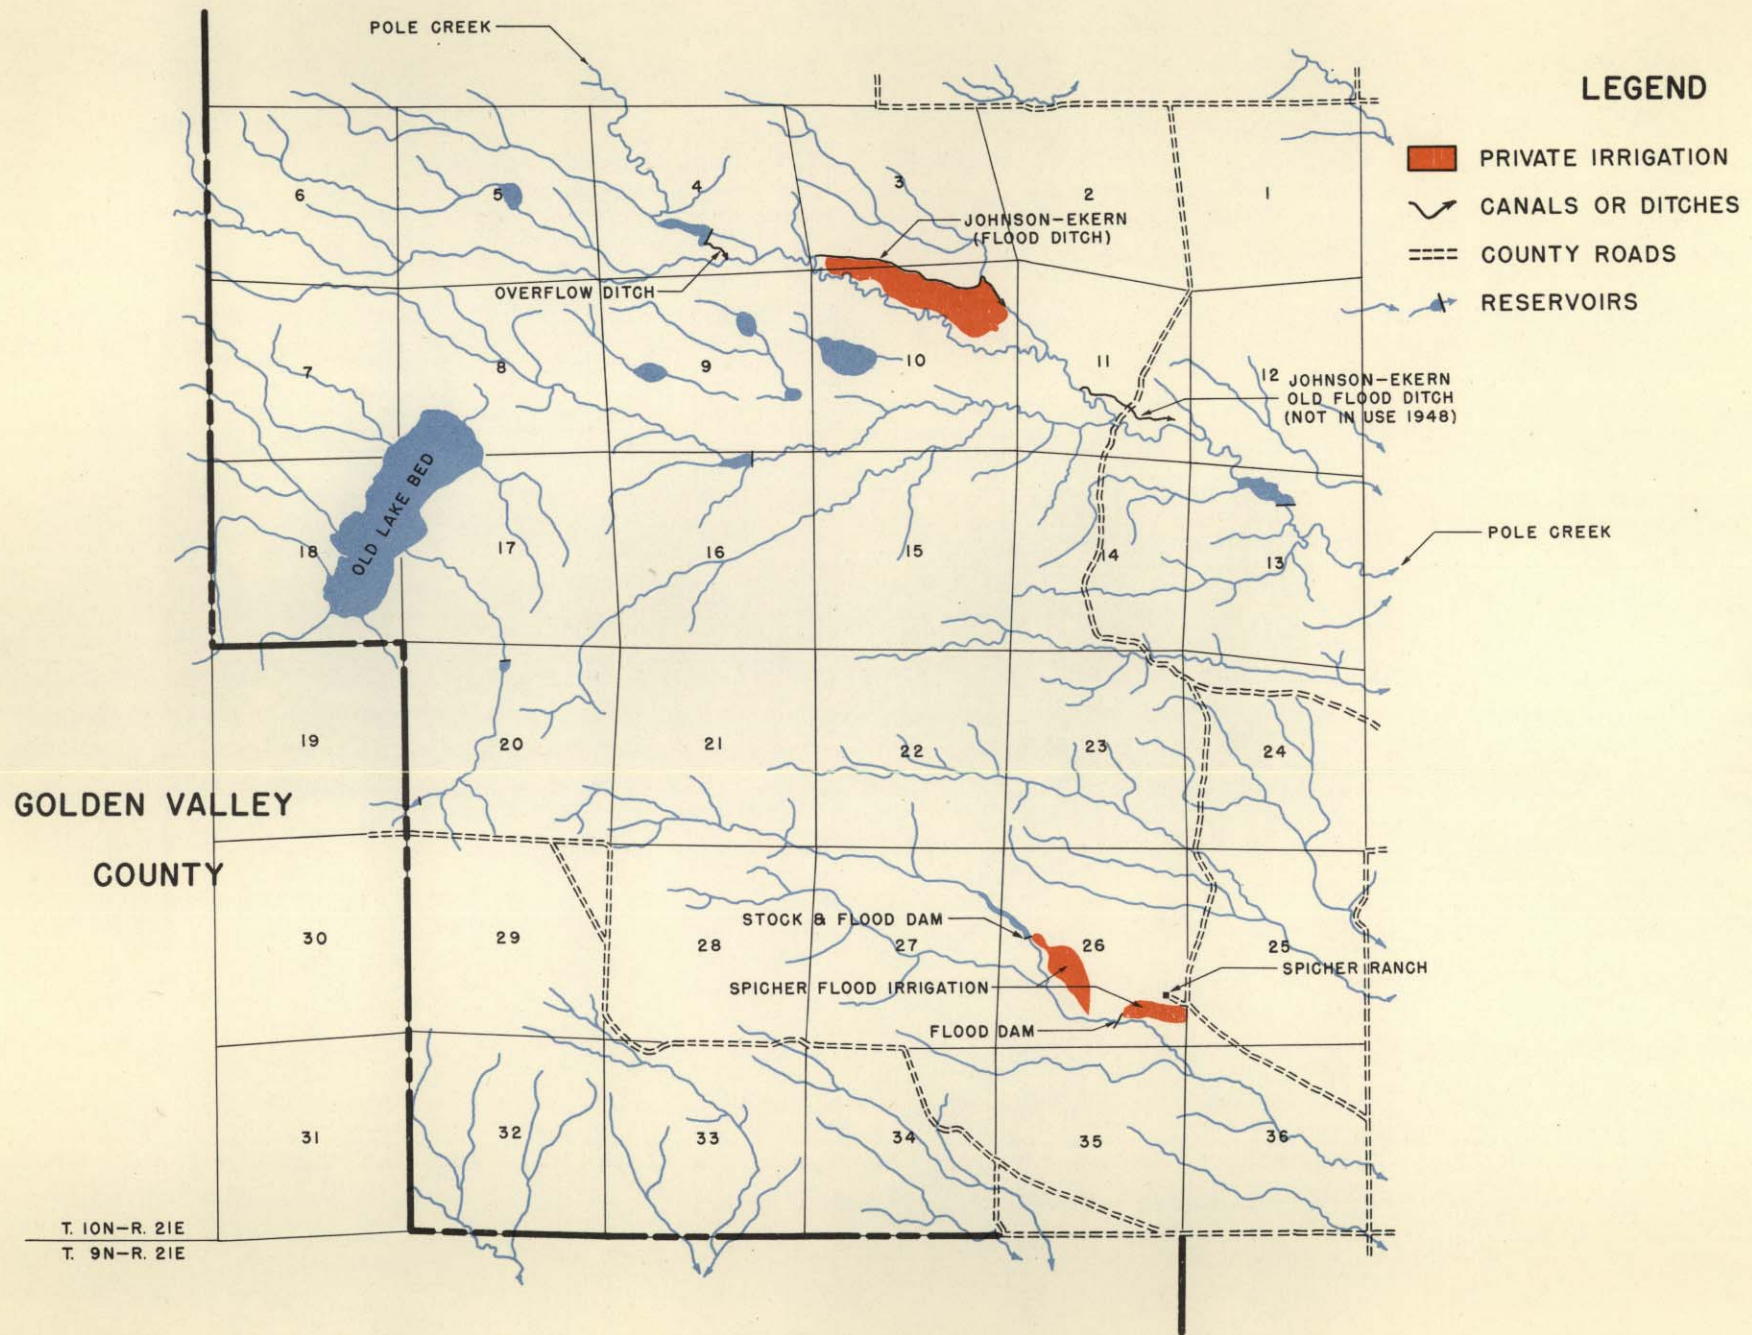 POLE CREEK
LEGEND
PRIVATE IRRIGATION
CANALS OR DITCHES
COUNTY ROADS
RESERVOIRS
6
5
4
3
2
1
JOHNSON-EKERN
(FLOOD DITCH)
OVERFLOW DITCH
7
8
9
10
11
12
JOHNSON-EKERN
OLD FLOOD DITCH
(NOT IN USE 1948)
OLD LAKE BED
18
17
16
15
14
13
POLE CREEK
19
20
21
22
23
24
GOLDEN VALLEY
COUNTY
30
29
28
27
26
25
STOCK & FLOOD DAM
SPICHER RANCH
SPICHER FLOOD IRRIGATION
FLOOD DAM
31
32
33
34
35
36
T. 10N-R. 21E
T. 9N-R. 21E